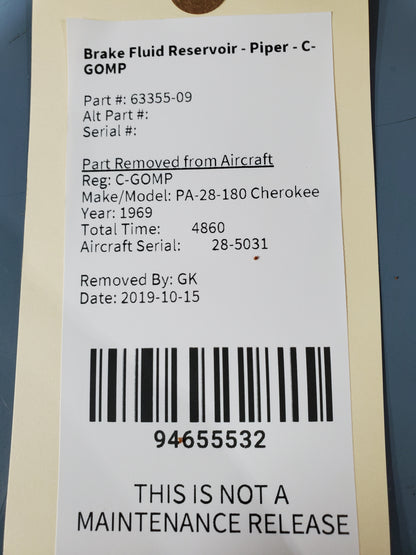 Brake Fluid Reservoir - Piper - C-
GOMP
Part #: 63355-09
Alt Part #:
Serial #:
Part Removed from Aircraft
Reg: C-GOMP
Make/Model: PA-28-180 Cherokee
Year: 1969
Total Time: 4860
Aircraft Serial: 28-5031
Removed By: GK
Date: 2019-10-15
94655532
THIS IS NOT A
MAINTENANCE RELEASE